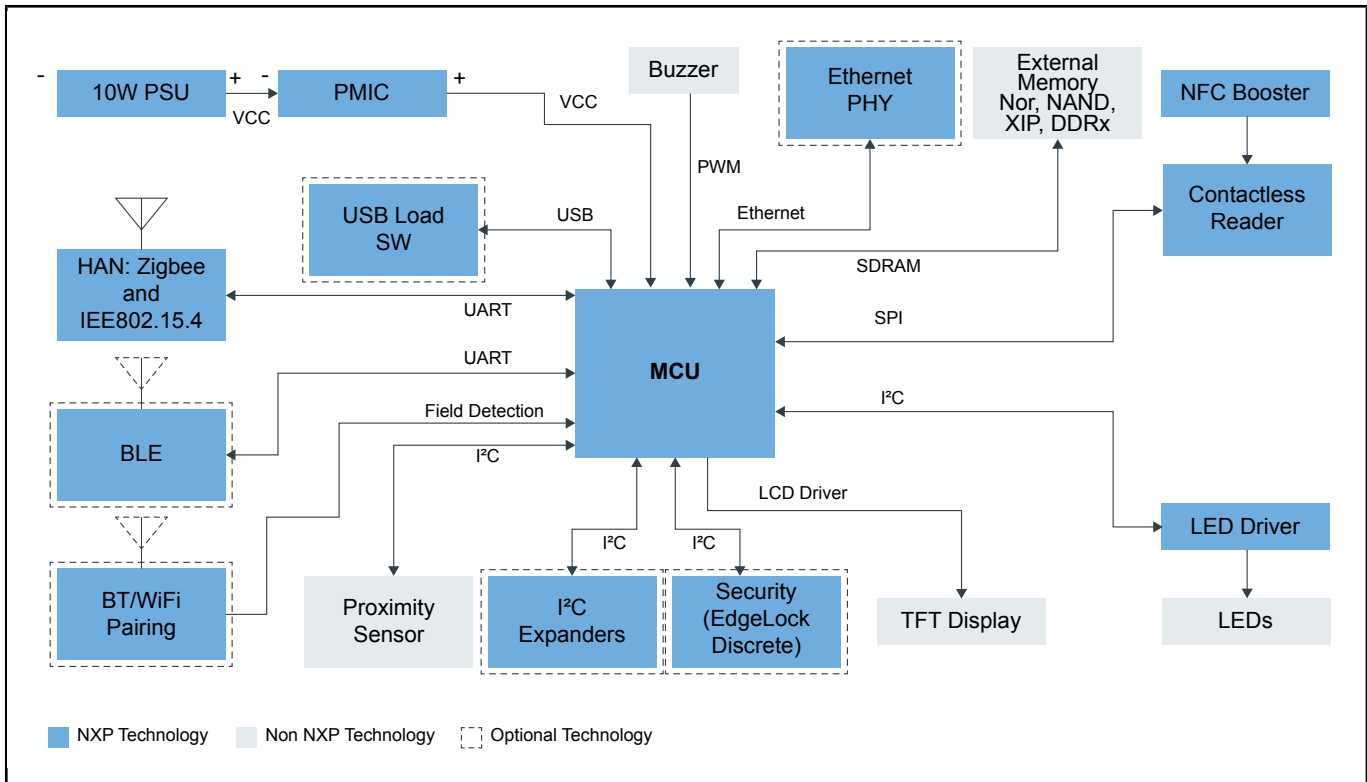 -
10W PSU
+
VCC
-
PMIC
+
VCC
Buzzer
PWM
Ethernet
PHY
Ethernet
External
Memory
Nor, NAND,
XIP, DDRx
SDRAM
NFC Booster
Contactless
Reader
SPI
USB Load
SW
USB
HAN: Zigbee
and
IEE802.15.4
UART
MCU
BLE
UART
BT/WiFi
Pairing
Field Detection
I²C
Proximity
Sensor
I²C
I²C
Expanders
I²C
Security
(EdgeLock
Discrete)
LCD Driver
TFT Display
I²C
LED Driver
LEDs
NXP Technology
Non NXP Technology
Optional Technology